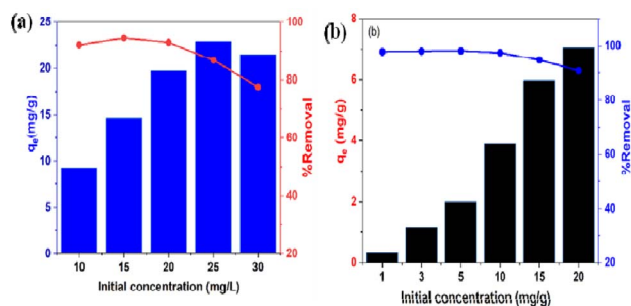 (a)
25
20
15
10
5
0
qe(mg/g)
100
80
60
40
20
%Removal
10 15 20 25 30
Initial concentration (mg/L)
(b)
(b)
8
6
4
2
0
qe (mg/g)
100
80
60
40
20
%Removal
1 3 5 10 15 20
Initial concentration (mg/g)